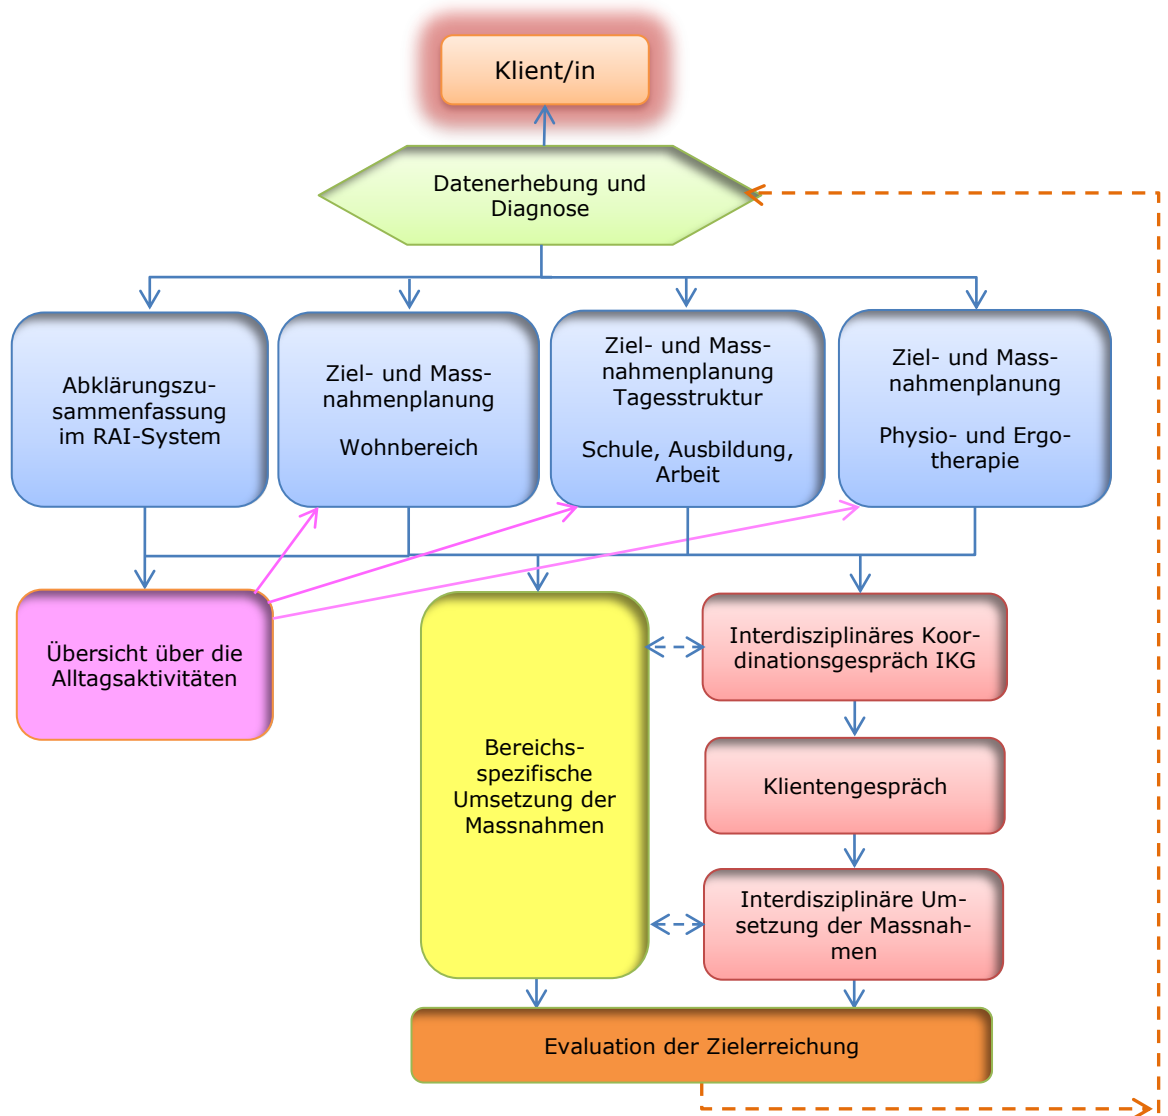 Klient/in
Datenerhebung und
Diagnose
Abklärungszu-
sammenfassung
im RAI-System
Ziel- und Mass-
nahmenplanung
Wohnbereich
Ziel- und Mass-
nahmenplanung
Tagesstruktur
Schule, Ausbildung,
Arbeit
Ziel- und Mass-
nahmenplanung
Physio- und Ergo-
therapie
Übersicht über die
Alltagsaktivitäten
Bereichs-
spezifische
Umsetzung der
Massnahmen
Interdisziplinäres Koor-
dinationsgespräch IKG
Klientengespräch
Interdisziplinäre Um-
setzung der Massnah-
men
Evaluation der Zielerreichung